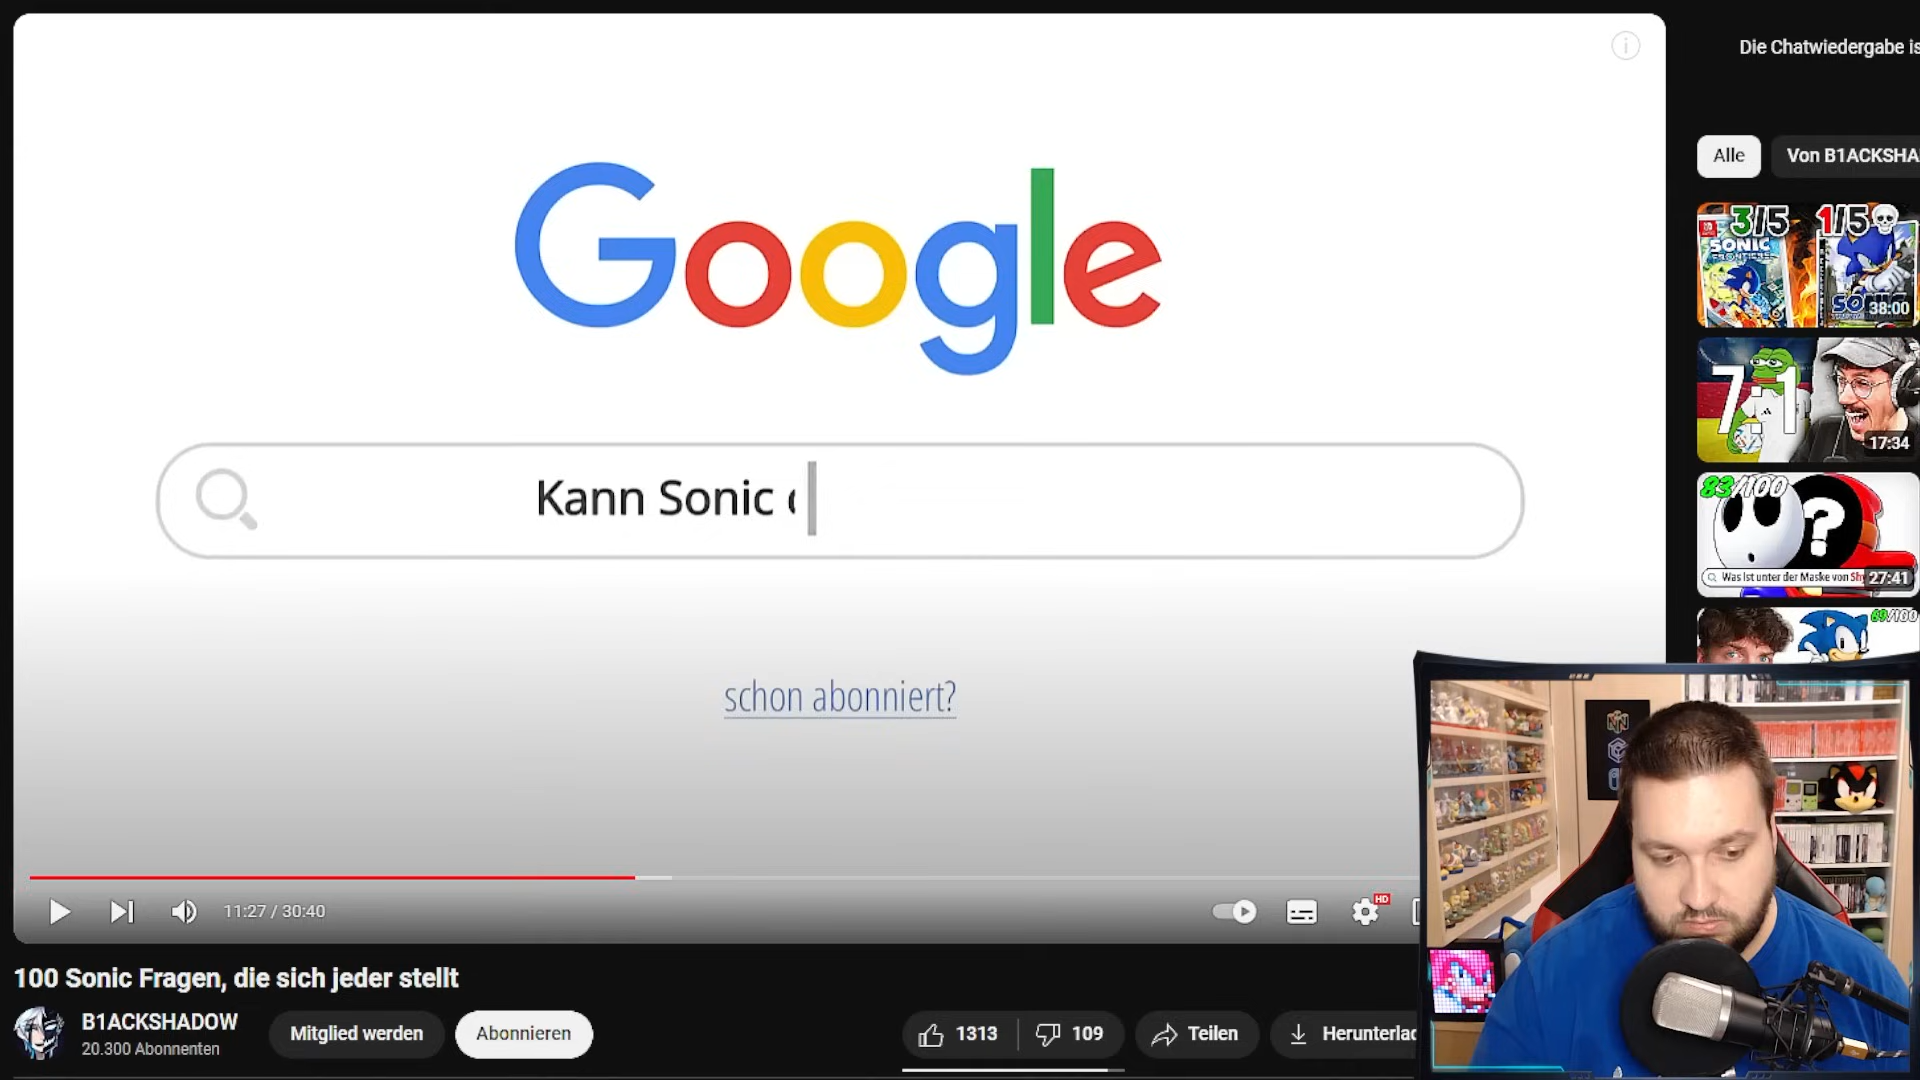 Die Chatwiedergabe is
Google
Kann Sonic
schon abonniert?
Alle
Von B1ACKSHA
3/5
1/5
SONIC
FRONTIERS
38:00
7:1
17:34
83/100
?
Was ist unter der Maske von Sh
27:41
69/100
11:27 / 30:40
HD
100 Sonic Fragen, die sich jeder stellt
B1ACKSHADOW
20.300 Abonnenten
Mitglied werden
Abonnieren
1313
109
Teilen
Herunterlad